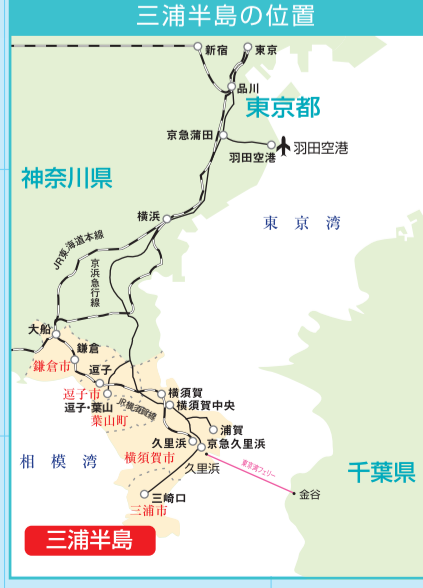 三浦半島の位置
新宿
東京
品川
東京都
京急蒲田
羽田空港
羽田空港
神奈川県
横浜
東京湾
JR東海道本線
京浜急行線
大船
鎌倉
鎌倉市
逗子
逗子市
逗子・葉山
葉山町
JR横須賀線
横須賀
横須賀中央
浦賀
久里浜
京急久里浜
横須賀市
久里浜
相模湾
東京湾フェリー
千葉県
金谷
三崎口
三浦市
三浦半島